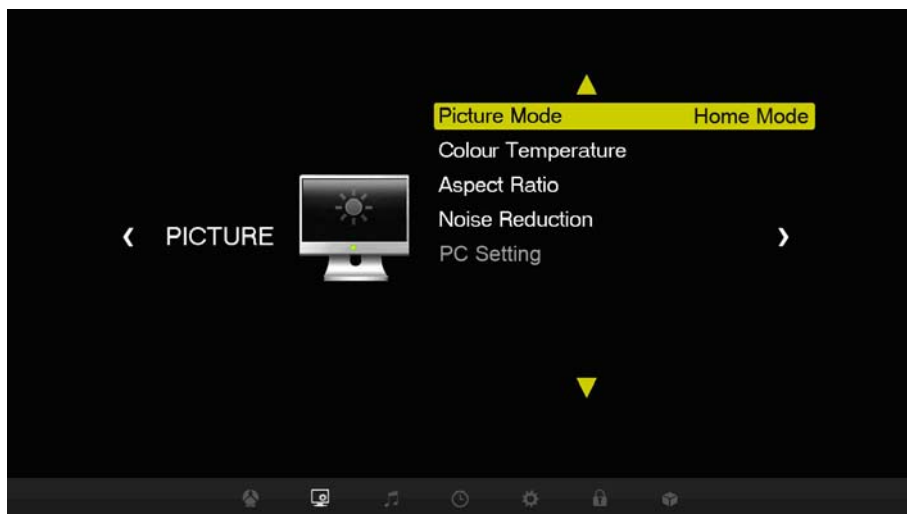 Picture Mode Home Mode
Colour Temperature
Aspect Ratio
Noise Reduction
PICTURE
PC Setting